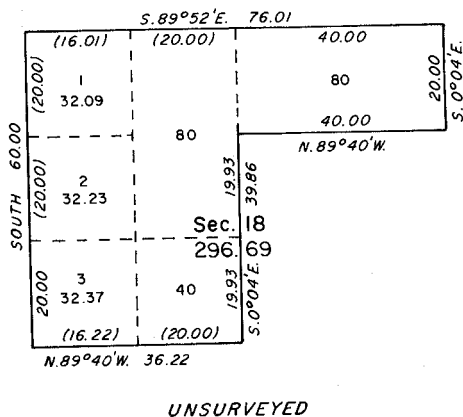 S. 89°52'E. 76.01
(16.01) (20.00) 40.00
(20.00) 1 32.09
80
80
20.00
S. 0°04'E.
40.00
N. 89°40'W.
SOUTH 60.00
(20.00) 2 32.23
19.93
39.86
Sec. 18
296.69
20.00 3 32.37
40
19.93
S. 0°04'E.
(16.22) (20.00)
N. 89°40'W. 36.22
UNSURVEYED